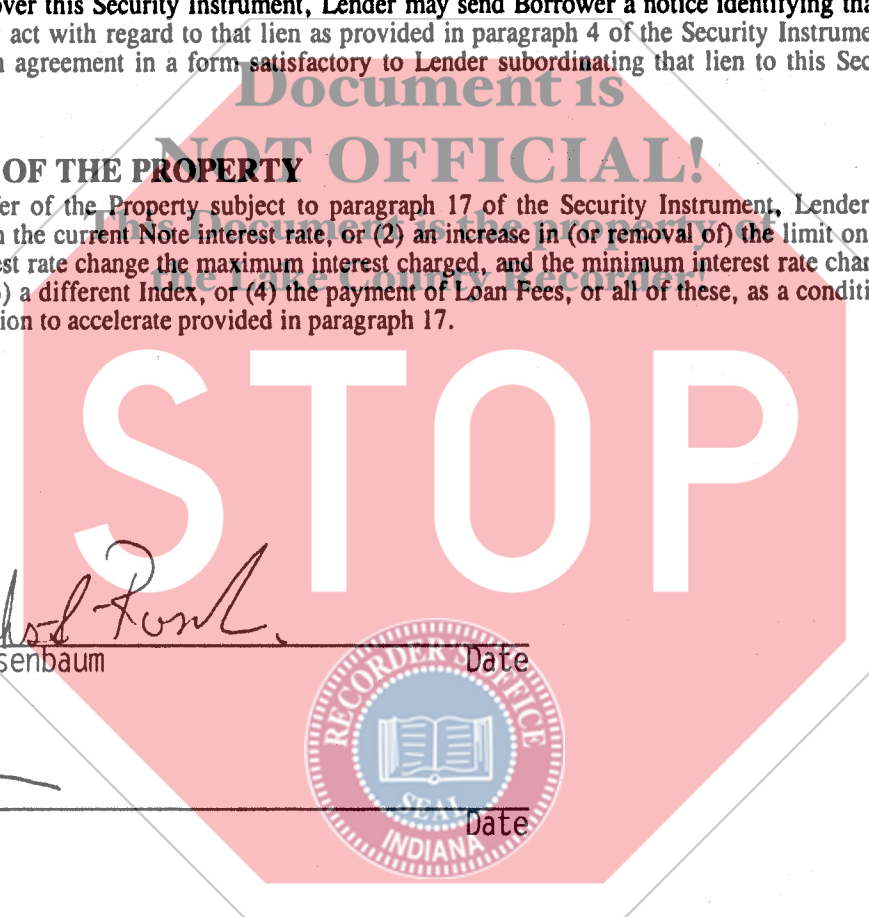 over this Security Instrument, Lender may send Borrower a notice identifying tha
act with regard to that lien as provided in paragraph 4 of the Security Instrume
agreement in a form satisfactory to Lender subordinating that lien to this Sec
Document is
NOT OFFICIAL!
OF THE PROPERTY
er of the Property subject to paragraph 17 of the Security Instrument, Lender
This Document is the property of
n the current Note interest rate, or (2) an increase in (or removal of) the limit on
est rate change the maximum interest charged, and the minimum interest rate char
the Lake County Recorder!
) a different Index, or (4) the payment of Loan Fees, or all of these, as a conditi
ion to accelerate provided in paragraph 17.
STOP
senbaum Date
RECORDER'S OFFICE
SEAL
INDIANA
Date